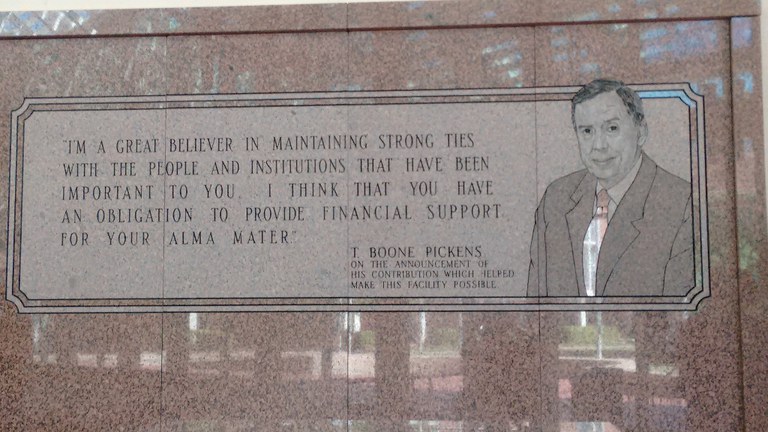 "I'M A GREAT BELIEVER IN MAINTAINING STRONG TIES
WITH THE PEOPLE AND INSTITUTIONS THAT HAVE BEEN
IMPORTANT TO YOU. I THINK THAT YOU HAVE
AN OBLIGATION TO PROVIDE FINANCIAL SUPPORT
FOR YOUR ALMA MATER"
T. BOONE PICKENS
ON THE ANNOUNCEMENT OF
HIS CONTRIBUTION WHICH HELPED
MAKE THIS FACILITY POSSIBLE